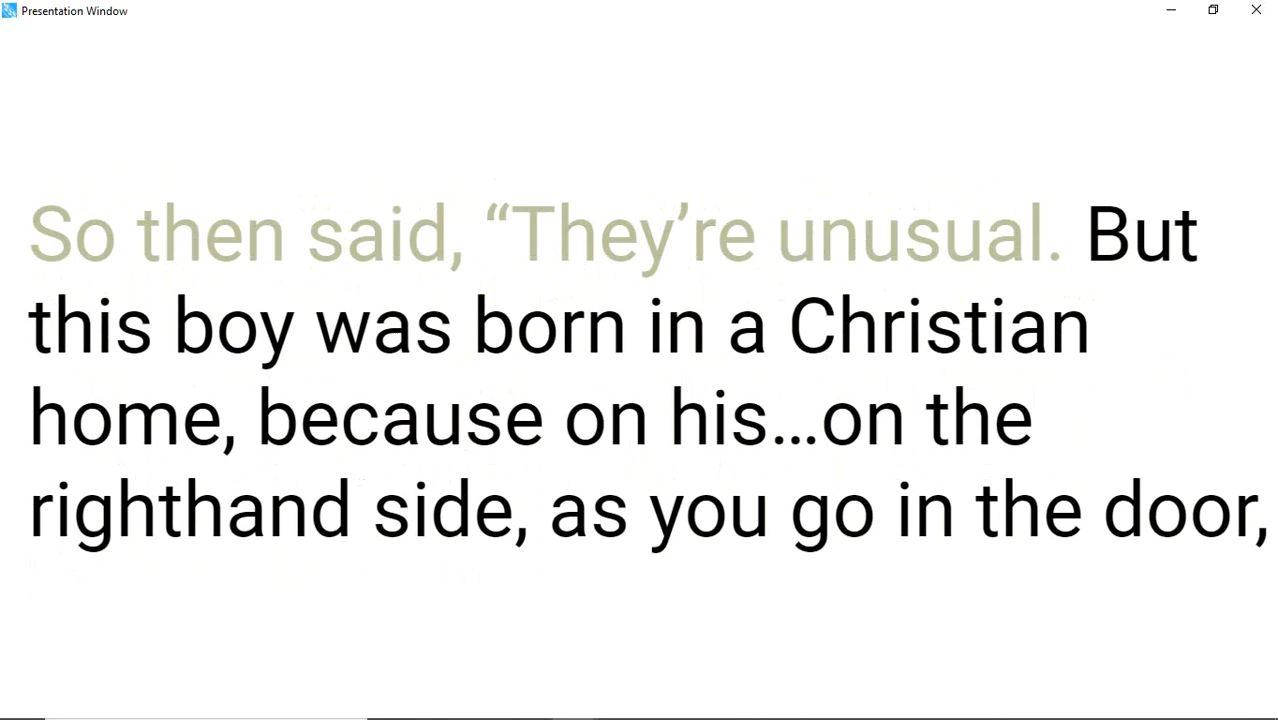 Presentation Window
So then said, “They’re unusual. But
this boy was born in a Christian
home, because on his…on the
righthand side, as you go in the door,